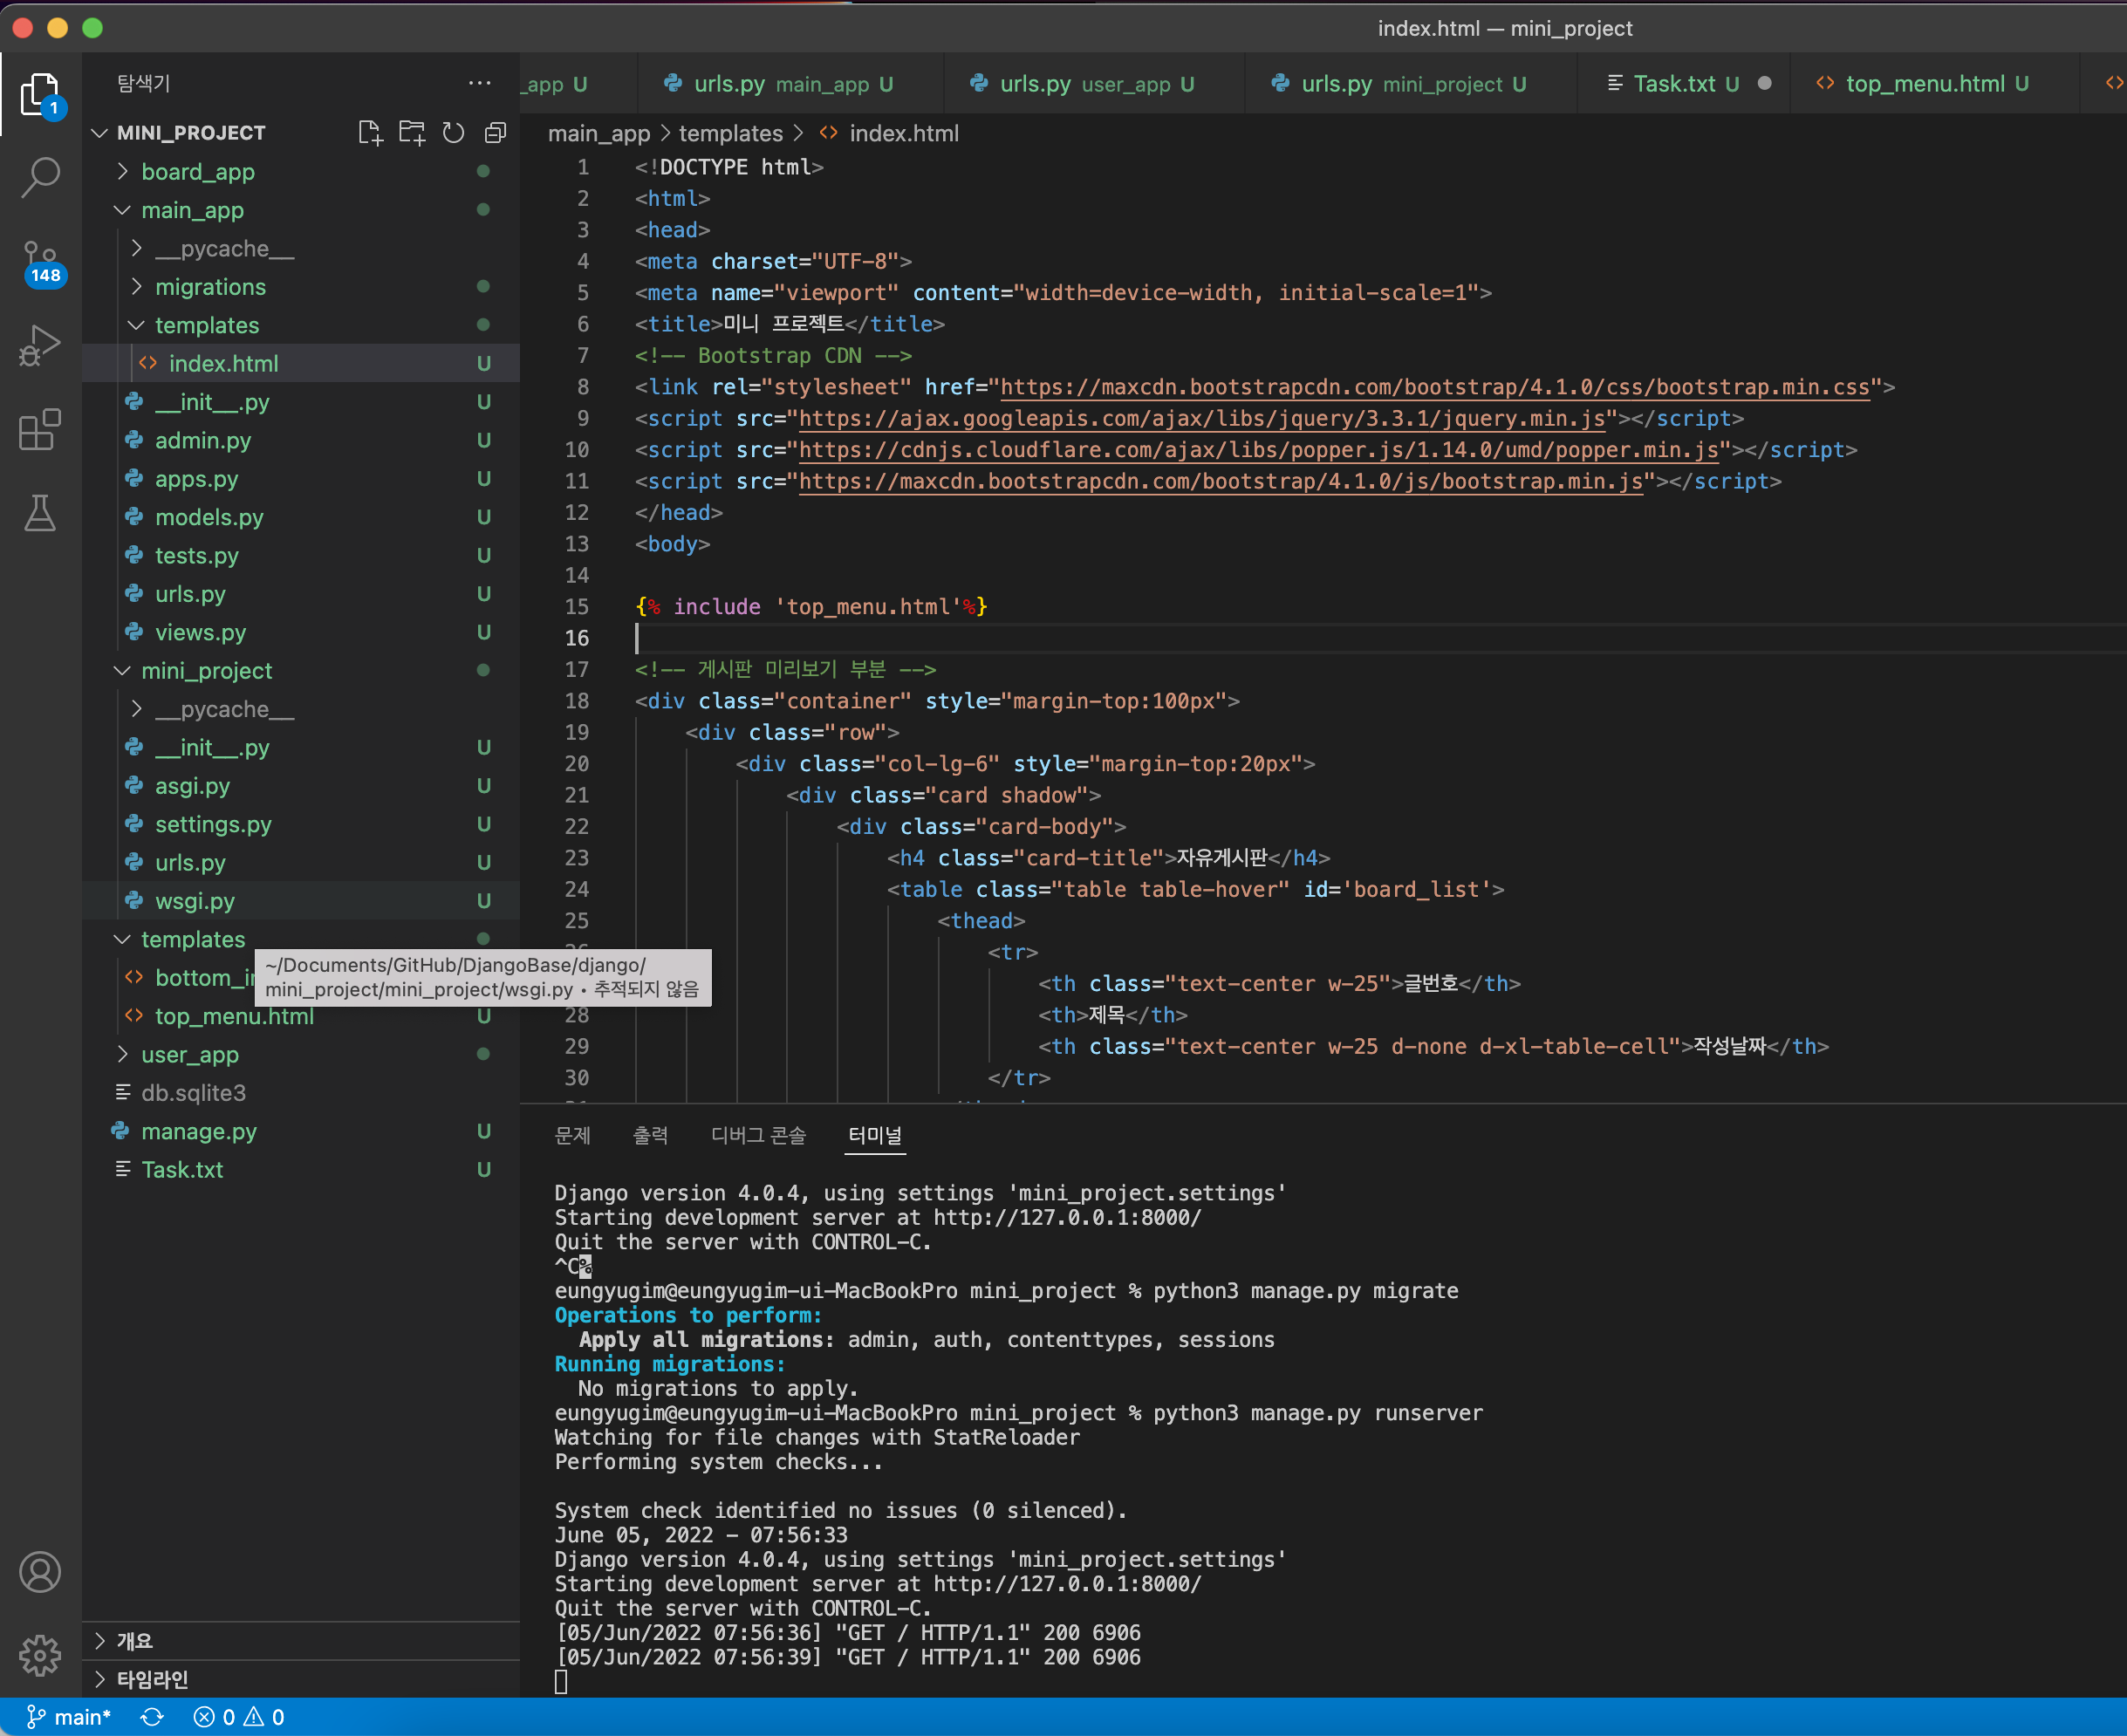 index.html — mini_project
탐색기
1
148
MINI_PROJECT
board_app
main_app
__pycache__
migrations
templates
index.html U
__init__.py U
admin.py U
apps.py U
models.py U
tests.py U
urls.py U
views.py U
mini_project
__pycache__
__init__.py U
asgi.py U
settings.py U
urls.py U
wsgi.py U
templates
~/Documents/GitHub/DjangoBase/django/
mini_project/mini_project/wsgi.py • 추적되지 않음
top_menu.html U
user_app
db.sqlite3
manage.py U
Task.txt U
개요
타임라인
_app U
urls.py main_app U
urls.py user_app U
urls.py mini_project U
Task.txt U
top_menu.html U
main_app > templates > index.html
1 <!DOCTYPE html>
2 <html>
3 <head>
4 <meta charset="UTF-8">
5 <meta name="viewport" content="width=device-width, initial-scale=1">
6 <title>미니 프로젝트</title>
7 <!-- Bootstrap CDN -->
8 <link rel="stylesheet" href="https://maxcdn.bootstrapcdn.com/bootstrap/4.1.0/css/bootstrap.min.css">
9 <script src="https://ajax.googleapis.com/ajax/libs/jquery/3.3.1/jquery.min.js"></script>
10 <script src="https://cdnjs.cloudflare.com/ajax/libs/popper.js/1.14.0/umd/popper.min.js"></script>
11 <script src="https://maxcdn.bootstrapcdn.com/bootstrap/4.1.0/js/bootstrap.min.js"></script>
12 </head>
13 <body>
14
15 {% include 'top_menu.html'%}
16
17 <!-- 게시판 미리보기 부분 -->
18 <div class="container" style="margin-top:100px">
19 <div class="row">
20 <div class="col-lg-6" style="margin-top:20px">
21 <div class="card shadow">
22 <div class="card-body">
23 <h4 class="card-title">자유게시판</h4>
24 <table class="table table-hover" id='board_list'>
25 <thead>
<tr>
<th class="text-center w-25">글번호</th>
28 <th>제목</th>
29 <th class="text-center w-25 d-none d-xl-table-cell">작성날짜</th>
30 </tr>
문제 출력 디버그 콘솔 터미널
Django version 4.0.4, using settings 'mini_project.settings'
Starting development server at http://127.0.0.1:8000/
Quit the server with CONTROL-C.
^C%
eungyugim@eungyugim-ui-MacBookPro mini_project % python3 manage.py migrate
Operations to perform:
Apply all migrations: admin, auth, contenttypes, sessions
Running migrations:
No migrations to apply.
eungyugim@eungyugim-ui-MacBookPro mini_project % python3 manage.py runserver
Watching for file changes with StatReloader
Performing system checks...
System check identified no issues (0 silenced).
June 05, 2022 - 07:56:33
Django version 4.0.4, using settings 'mini_project.settings'
Starting development server at http://127.0.0.1:8000/
Quit the server with CONTROL-C.
[05/Jun/2022 07:56:36] "GET / HTTP/1.1" 200 6906
[05/Jun/2022 07:56:39] "GET / HTTP/1.1" 200 6906
main* 0 0